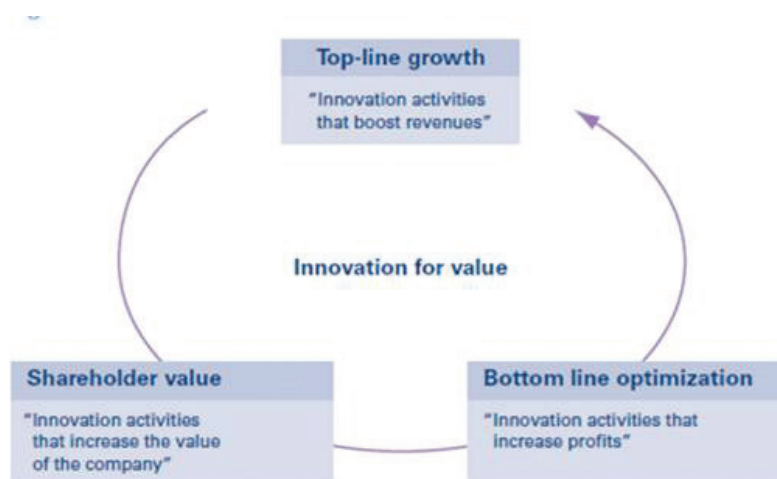 Top-line growth
"Innovation activities
that boost revenues"
Innovation for value
Shareholder value
"Innovation activities
that increase the value
of the company"
Bottom line optimization
"Innovation activities that
increase profits"